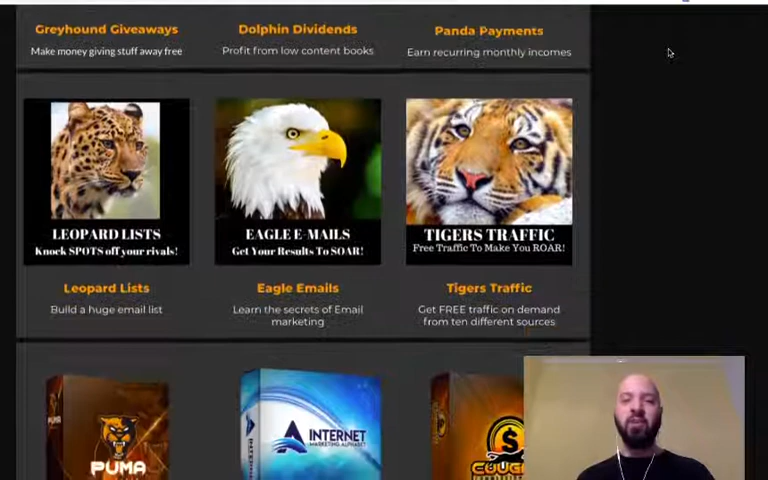 Greyhound Giveaways
Make money giving stuff away free
Dolphin Dividends
Profit from low content books
Panda Payments
Earn recurring monthly incomes
LEOPARD LISTS
Knock SPOTS off your rivals!
Leopard Lists
Build a huge email list
EAGLE E-MAILS
Get Your Results To SOAR!
Eagle Emails
Learn the secrets of Email
marketing
TIGERS TRAFFIC
Free Traffic To Make You ROAR!
Tigers Traffic
Get FREE traffic on demand
from ten different sources
PUMA
INTERNET
MARKETING ALPHABET